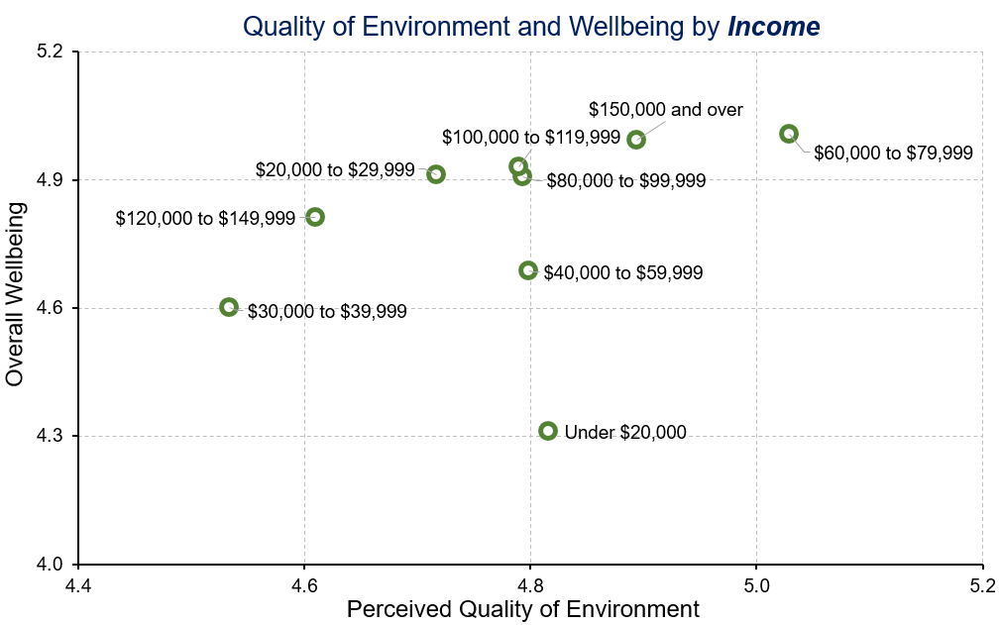 Quality of Environment and Wellbeing by Income
5.2
$150,000 and over
$100,000 to $119,999
$60,000 to $79,999
$20,000 to $29,999
4.9
$80,000 to $99,999
$120,000 to $149,999
$40,000 to $59,999
4.6
$30,000 to $39,999
4.3
Under $20,000
4.0
Overall Wellbeing
4.4 4.6 4.8 5.0 5.2
Perceived Quality of Environment